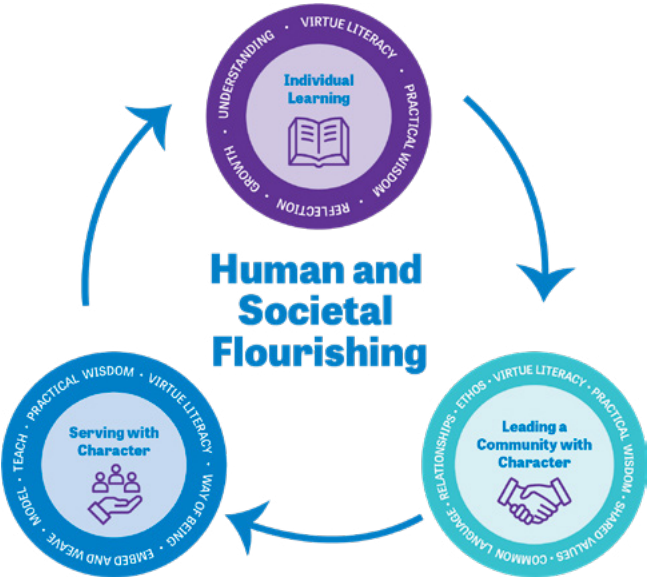 UNDERSTANDING · VIRTUE LITERACY · PRACTICAL WISDOM · REFLECTION · GROWTH ·
Individual
Learning
Human and
Societal
Flourishing
TEACH · PRACTICAL WISDOM · VIRTUE LITERACY · WAY OF BEING · EMBED AND WEAVE · MODEL ·
Serving with
Character
RELATIONSHIPS · ETHOS · VIRTUE LITERACY · PRACTICAL WISDOM · SHARED VALUES · COMMON LANGUAGE ·
Leading a
Community with
Character